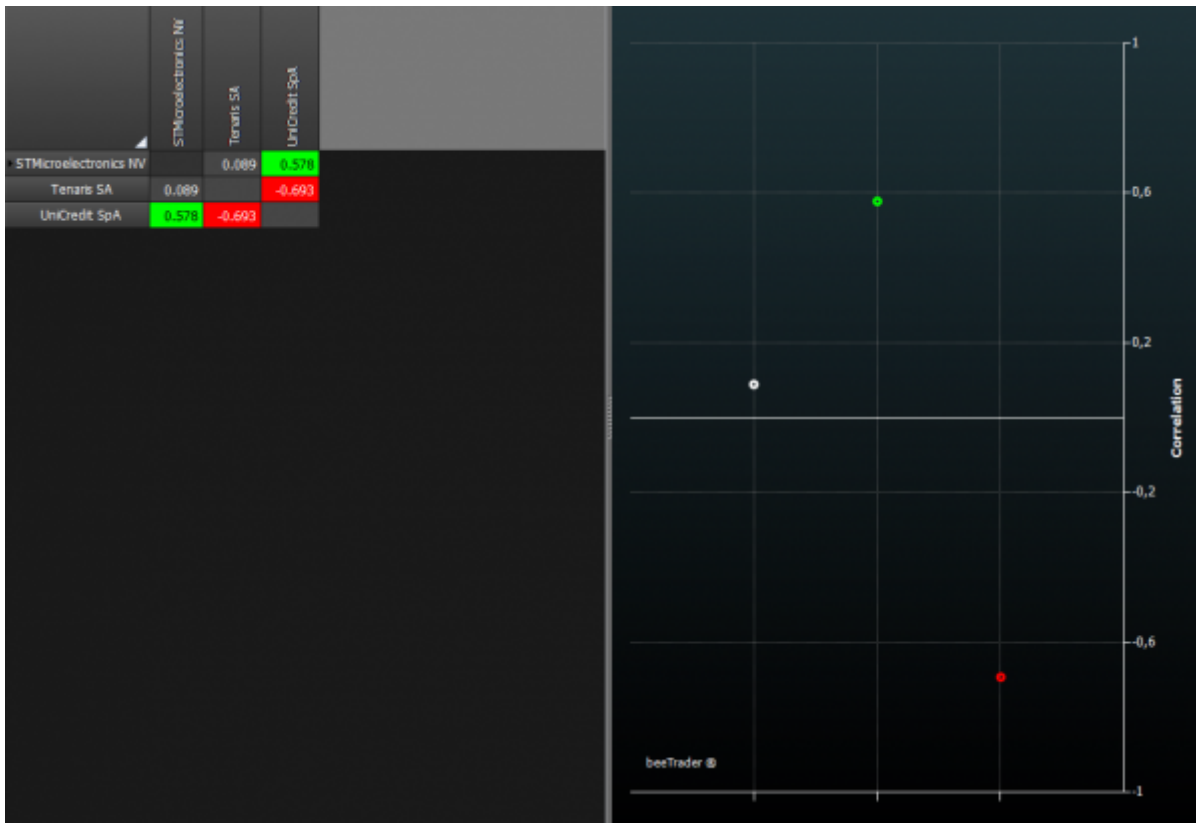 STMicroelectronics NV
Tenaris SA
UniCredit SpA
STMicroelectronics NV 0.089 0.578
Tenaris SA 0.089 -0.693
UniCredit SpA 0.578 -0.693
1
0,6
0,2
-0,2
-0,6
-1
Correlation
beeTrader ®